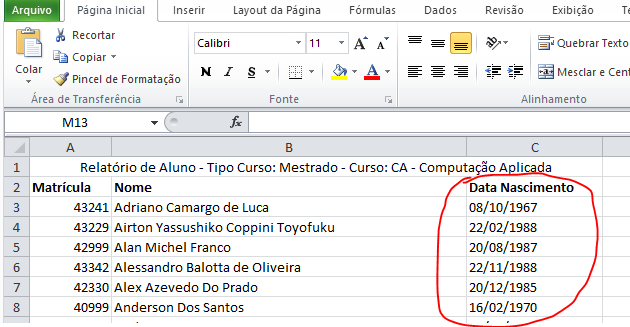 Arquivo Página Inicial Inserir Layout da Página Fórmulas Dados Revisão Exibição
Recortar
Copiar
Pincel de Formatação
Colar
Área de Transferência
Calibri 11
N I S
Fonte
Quebrar Texto
Mesclar e Cent
Alinhamento
M13 fx
A B C
1 Relatório de Aluno - Tipo Curso: Mestrado - Curso: CA - Computação Aplicada
2 Matrícula Nome Data Nascimento
3 43241 Adriano Camargo de Luca 08/10/1967
4 43229 Airton Yassushiko Coppini Toyofuku 22/02/1988
5 42999 Alan Michel Franco 20/08/1987
6 43342 Alessandro Balotta de Oliveira 22/11/1988
7 42330 Alex Azevedo Do Prado 20/12/1985
8 40999 Anderson Dos Santos 16/02/1970